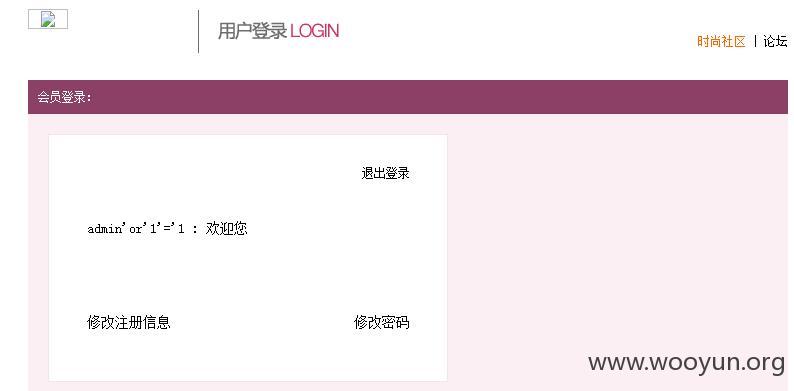 用户登录 LOGIN
时尚社区 | 论坛
会员登录:
退出登录
admin'or'1'='1 : 欢迎您
修改注册信息 修改密码
www.wooyun.org